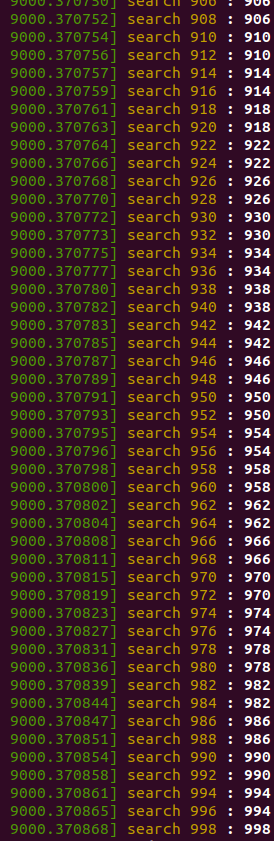 9000.370750] search 906 : 906
9000.370752] search 908 : 906
9000.370754] search 910 : 910
9000.370756] search 912 : 910
9000.370757] search 914 : 914
9000.370759] search 916 : 914
9000.370761] search 918 : 918
9000.370763] search 920 : 918
9000.370764] search 922 : 922
9000.370766] search 924 : 922
9000.370768] search 926 : 926
9000.370770] search 928 : 926
9000.370772] search 930 : 930
9000.370773] search 932 : 930
9000.370775] search 934 : 934
9000.370777] search 936 : 934
9000.370780] search 938 : 938
9000.370782] search 940 : 938
9000.370783] search 942 : 942
9000.370785] search 944 : 942
9000.370787] search 946 : 946
9000.370789] search 948 : 946
9000.370791] search 950 : 950
9000.370793] search 952 : 950
9000.370795] search 954 : 954
9000.370796] search 956 : 954
9000.370798] search 958 : 958
9000.370800] search 960 : 958
9000.370802] search 962 : 962
9000.370804] search 964 : 962
9000.370808] search 966 : 966
9000.370811] search 968 : 966
9000.370815] search 970 : 970
9000.370819] search 972 : 970
9000.370823] search 974 : 974
9000.370827] search 976 : 974
9000.370831] search 978 : 978
9000.370836] search 980 : 978
9000.370839] search 982 : 982
9000.370844] search 984 : 982
9000.370847] search 986 : 986
9000.370851] search 988 : 986
9000.370854] search 990 : 990
9000.370858] search 992 : 990
9000.370861] search 994 : 994
9000.370865] search 996 : 994
9000.370868] search 998 : 998